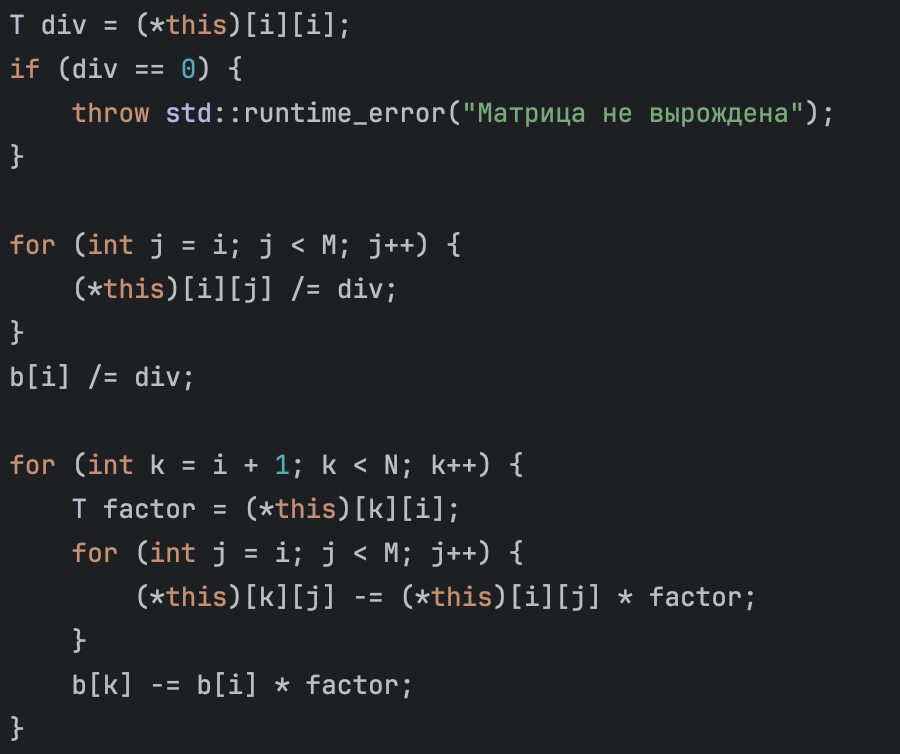 T div = (*this)[i][i];
if (div == 0) {
    throw std::runtime_error("Матрица не вырождена");
}

for (int j = i; j < M; j++) {
    (*this)[i][j] /= div;
}
b[i] /= div;

for (int k = i + 1; k < N; k++) {
    T factor = (*this)[k][i];
    for (int j = i; j < M; j++) {
        (*this)[k][j] -= (*this)[i][j] * factor;
    }
    b[k] -= b[i] * factor;
}